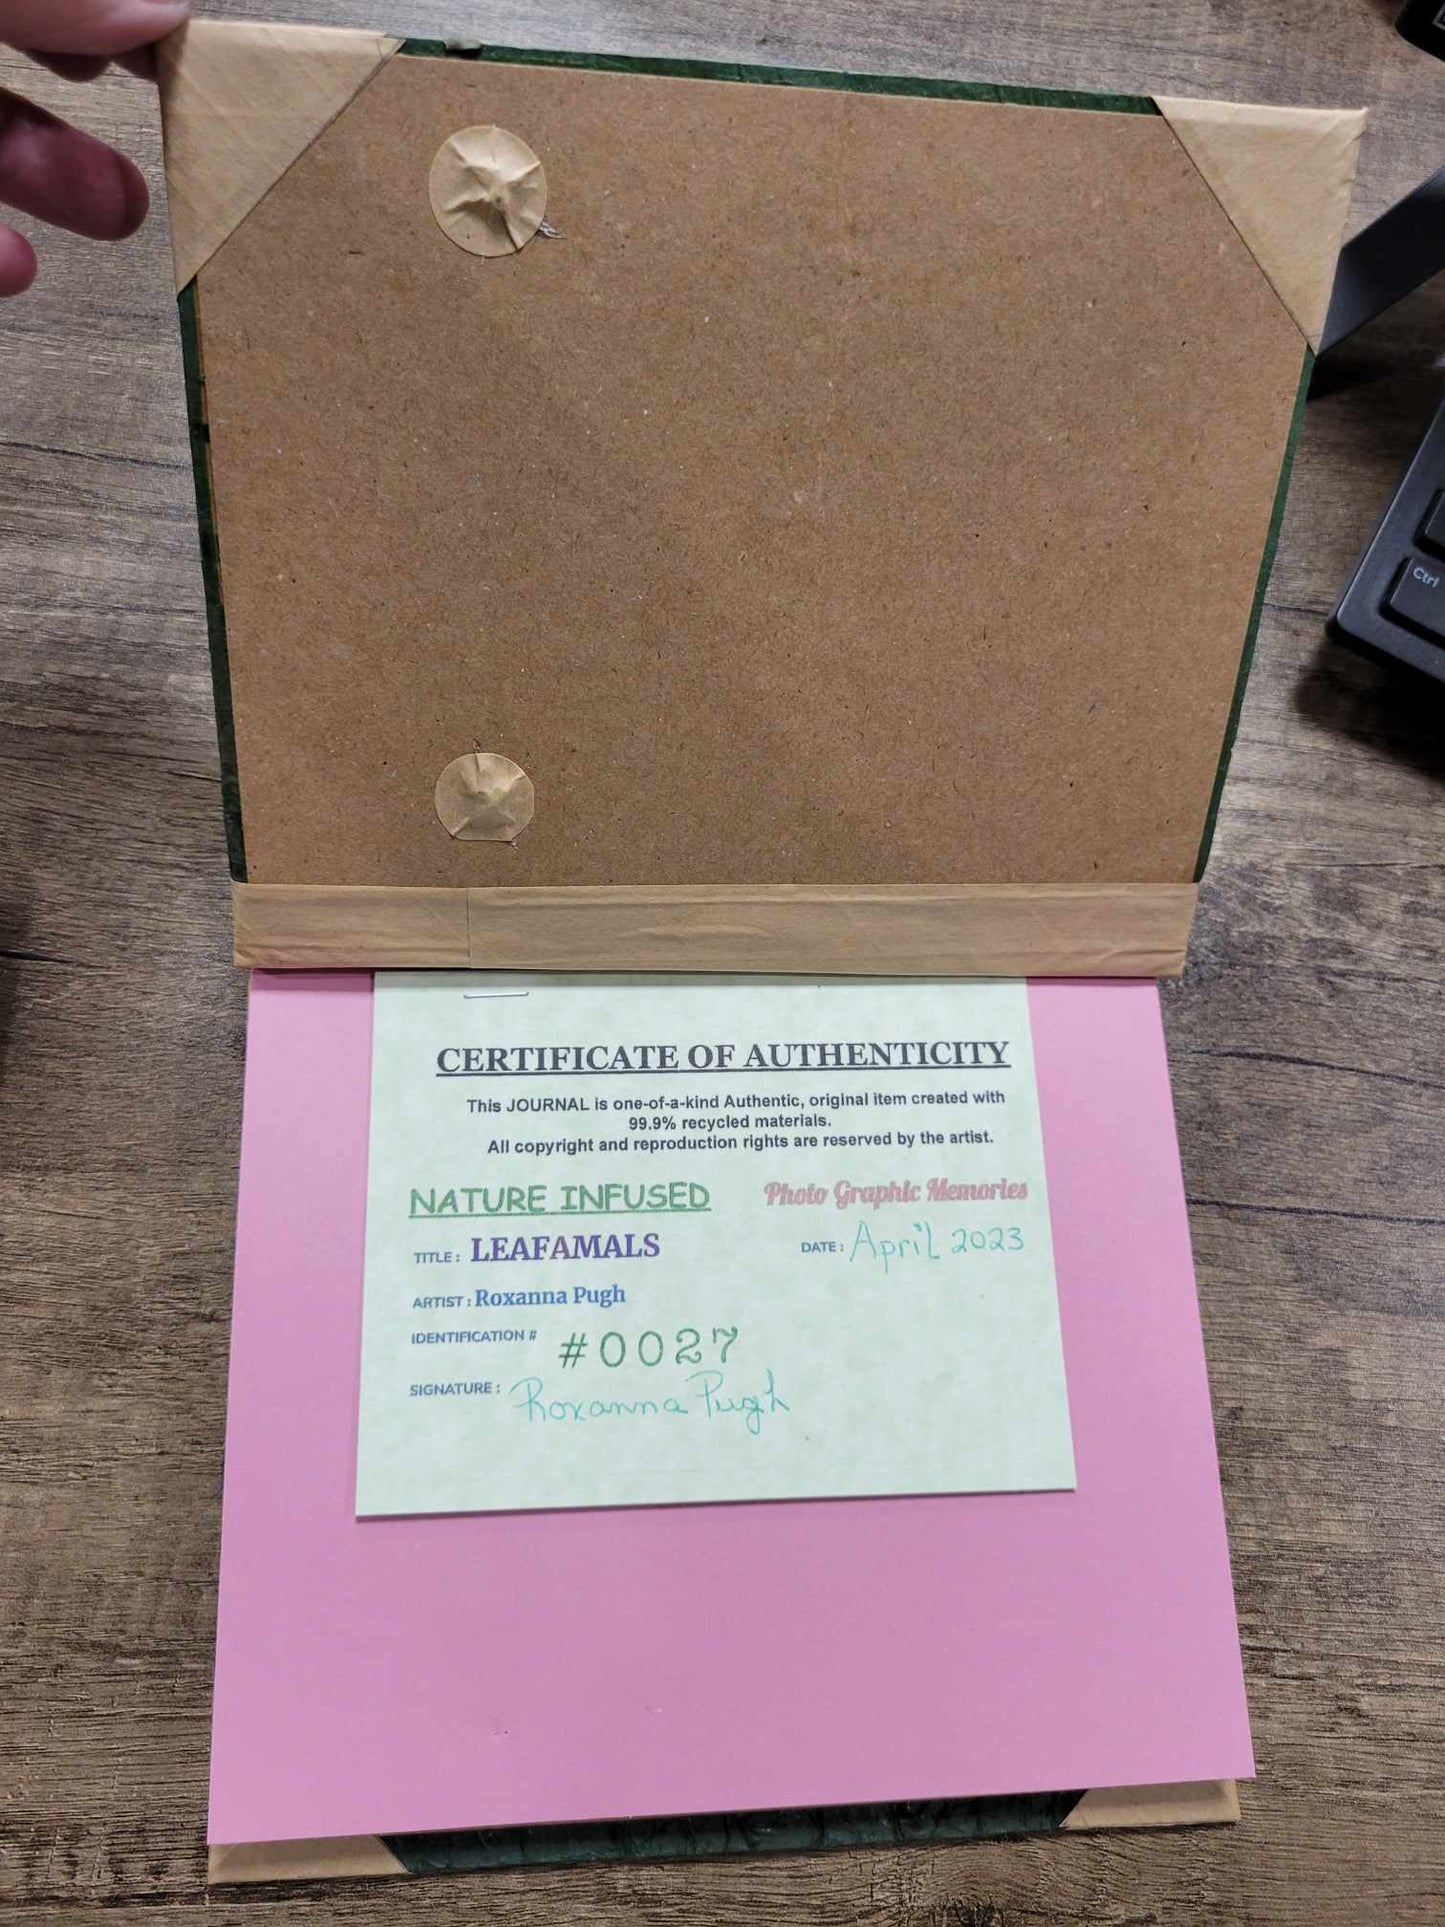 Ctrl
CERTIFICATE OF AUTHENTICITY
This JOURNAL is one-of-a-kind Authentic, original item created with
99.9% recycled materials.
All copyright and reproduction rights are reserved by the artist.
NATURE INFUSED
Photo Graphic Memories
TITLE : LEAFAMALS
DATE : April 2023
ARTIST : Roxanna Pugh
IDENTIFICATION # #0027
SIGNATURE : Roxanna Pugh